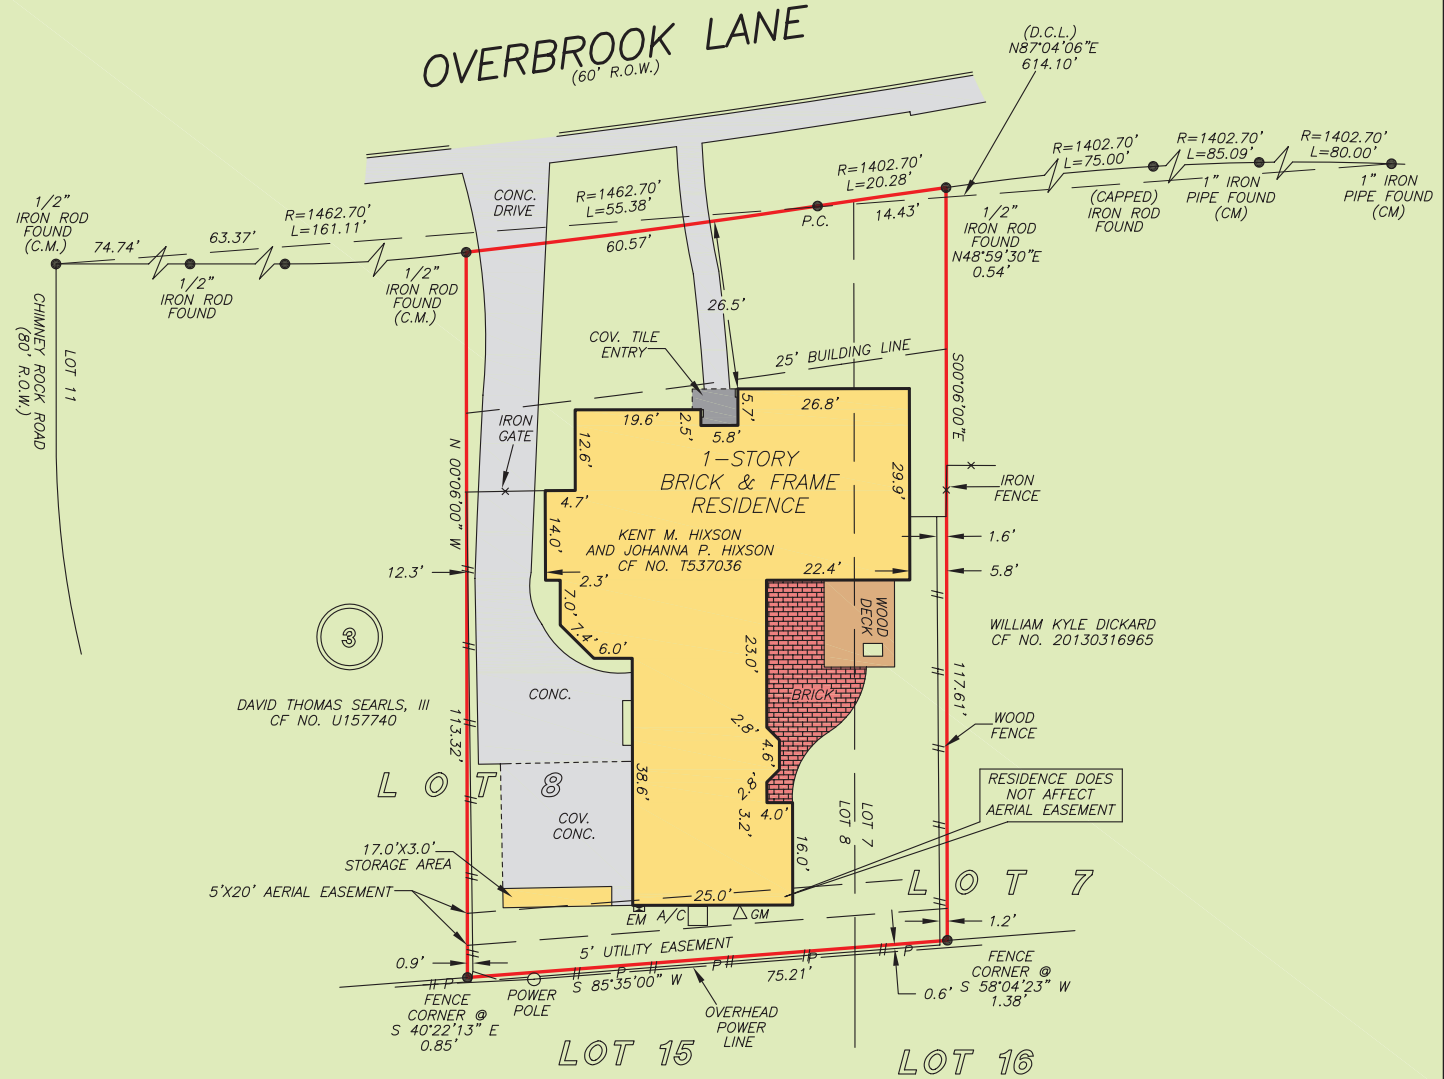 OVERBROOK LANE
(60' R.O.W.)
(D.C.L.)
N87°04'06"E
614.10'
R=1402.70'
L=75.00'
R=1402.70'
L=85.09'
R=1402.70'
L=80.00'
1/2"
IRON ROD
FOUND
(C.M.)
74.74'
63.37'
R=1462.70'
L=161.11'
1/2"
IRON ROD
FOUND
1/2"
IRON ROD
FOUND
(C.M.)
CONC.
DRIVE
R=1462.70'
L=55.38'
60.57'
P.C.
R=1402.70'
L=20.28'
14.43'
1/2"
IRON ROD
FOUND
N48°59'30"E
0.54'
(CAPPED)
IRON ROD
FOUND
1" IRON
PIPE FOUND
(CM)
1" IRON
PIPE FOUND
(CM)
CHIMNEY ROCK ROAD
(80' R.O.W.)
LOT 11
26.5'
COV. TILE
ENTRY
25' BUILDING LINE
S00°06'00"E
IRON
GATE
N 00°06'00" W
19.6'
2.5'
5.8'
5.7'
26.8'
12.6'
4.7'
14.0'
29.9'
1-STORY
BRICK & FRAME
RESIDENCE
KENT M. HIXSON
AND JOHANNA P. HIXSON
CF NO. T537036
IRON
FENCE
1.6'
5.8'
12.3'
2.3'
22.4'
7.0'
7.4'
6.0'
23.0'
WOOD
DECK
WILLIAM KYLE DICKARD
CF NO. 20130316965
3
DAVID THOMAS SEARLS, III
CF NO. U157740
113.32'
117.61'
CONC.
BRICK
2.8'
4.6'
2.8'
3.2'
4.0'
38.6'
16.0'
WOOD
FENCE
LOT 8
COV.
CONC.
LOT 8
LOT 7
RESIDENCE DOES
NOT AFFECT
AERIAL EASEMENT
17.0'X3.0'
STORAGE AREA
5'X20' AERIAL EASEMENT
25.0'
LOT 7
EM
A/C
GM
1.2'
5' UTILITY EASEMENT
0.9'
P
P
P
P
P
FENCE
CORNER @
S 40°22'13" E
0.85'
POWER
POLE
S 85°35'00" W
75.21'
OVERHEAD
POWER
LINE
0.6'
FENCE
CORNER @
S 58°04'23" W
1.38'
LOT 15
LOT 16